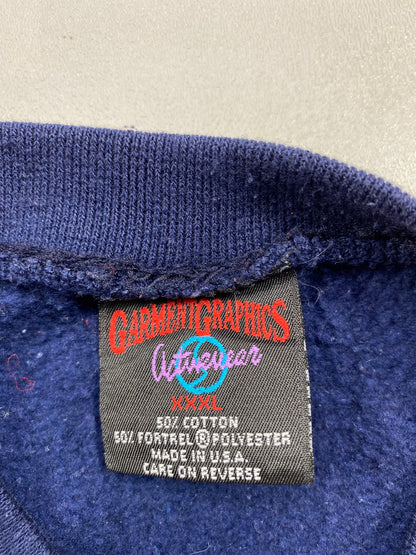 GARMENTGRAPHICS
Activewear
XXXL
50% COTTON
50% FORTREL ® POLYESTER
MADE IN U.S.A.
CARE ON REVERSE